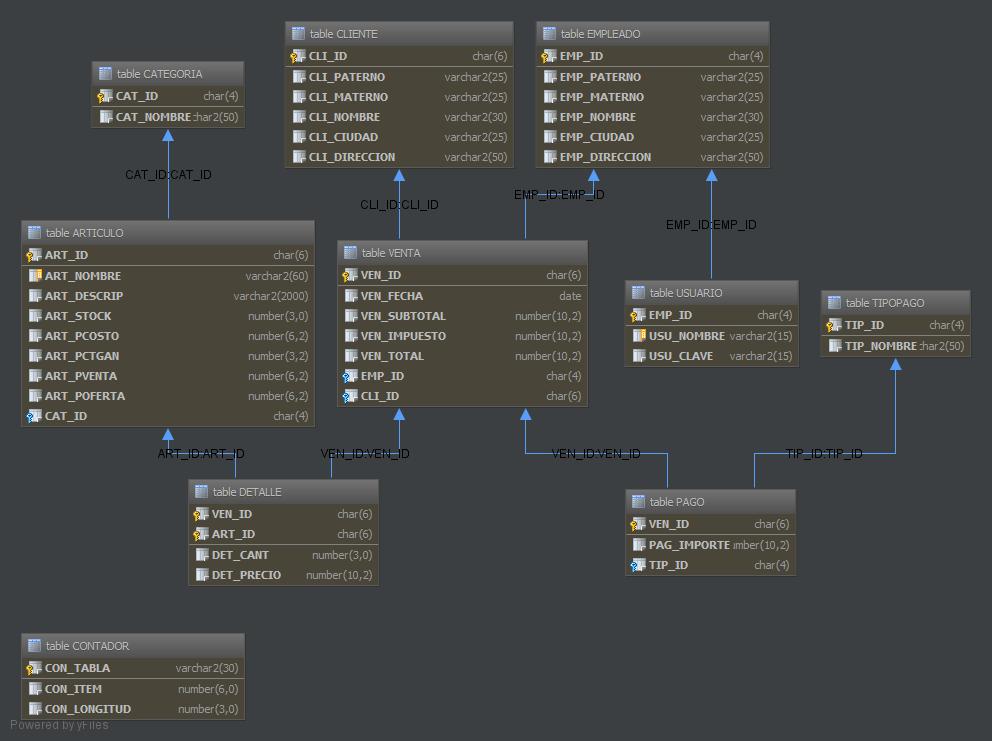 table CATEGORIA
CAT_ID char(4)
CAT_NOMBRE :har2(50)
table CLIENTE
CLI_ID char(6)
CLI_PATERNO varchar2(25)
CLI_MATERNO varchar2(25)
CLI_NOMBRE varchar2(30)
CLI_CIUDAD varchar2(25)
CLI_DIRECCION varchar2(50)
table EMPLEADO
EMP_ID char(4)
EMP_PATERNO varchar2(25)
EMP_MATERNO varchar2(25)
EMP_NOMBRE varchar2(30)
EMP_CIUDAD varchar2(25)
EMP_DIRECCION varchar2(50)
CAT_ID:CAT_ID
CLI_ID:CLI_ID
EMP_ID:EMP_ID
EMP_ID:EMP_ID
table ARTICULO
ART_ID char(6)
ART_NOMBRE varchar2(60)
ART_DESCRIP varchar2(2000)
ART_STOCK number(3,0)
ART_PCOSTO number(6,2)
ART_PCTGAN number(3,2)
ART_PVENTA number(6,2)
ART_POFERTA number(6,2)
CAT_ID char(4)
table VENTA
VEN_ID char(6)
VEN_FECHA date
VEN_SUBTOTAL number(10,2)
VEN_IMPUESTO number(10,2)
VEN_TOTAL number(10,2)
EMP_ID char(4)
CLI_ID char(6)
table USUARIO
EMP_ID char(4)
USU_NOMBRE varchar2(15)
USU_CLAVE varchar2(15)
table TIPOPAGO
TIP_ID char(4)
TIP_NOMBRE :har2(50)
ART_ID:ART_ID
VEN_ID:VEN_ID
VEN_ID:VEN_ID
TIP_ID:TIP_ID
table DETALLE
VEN_ID char(6)
ART_ID char(6)
DET_CANT number(3,0)
DET_PRECIO number(10,2)
table PAGO
VEN_ID char(6)
PAG_IMPORTE mber(10,2)
TIP_ID char(4)
table CONTADOR
CON_TABLA varchar2(30)
CON_ITEM number(6,0)
CON_LONGITUD number(3,0)
Powered by yFiles